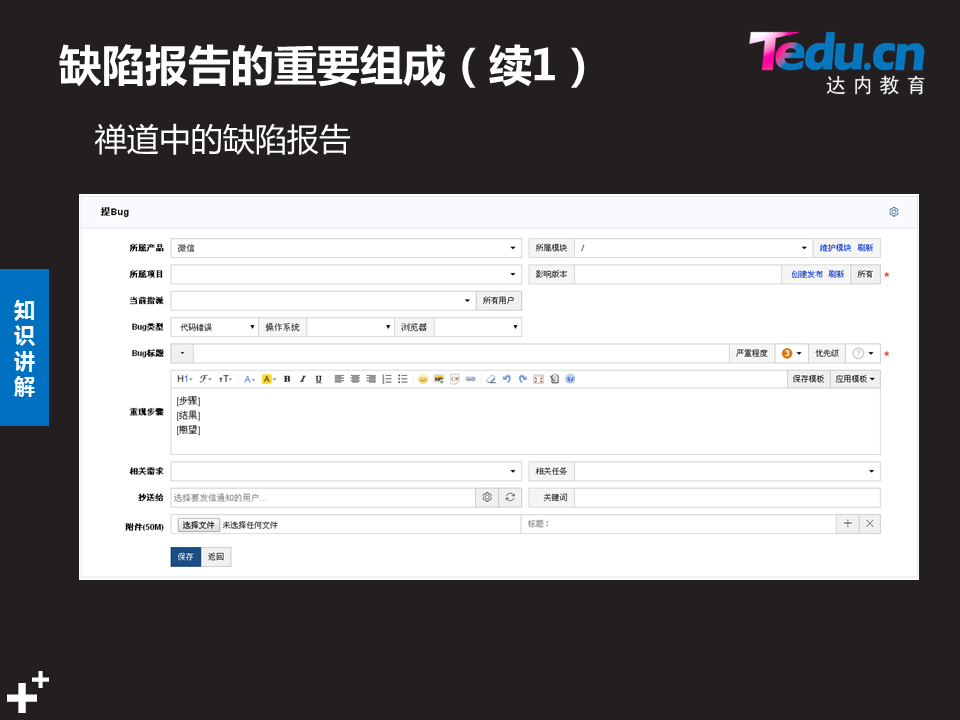 缺陷报告的重要组成（续1）
Tedu.cn
达内教育
禅道中的缺陷报告
知识讲解
提Bug
所属产品 微信 所属模块 / 维护模块 刷新
所属项目 影响版本 创建发布 刷新 所有 *
当前指派 所有用户
Bug类型 代码错误 操作系统 浏览器
Bug标题 严重程度 3 优先级 ? *
H1 F тT A A B I U 保存模板 应用模板
重现步骤
[步骤]
[结果]
[期望]
相关需求 相关任务
抄送给 选择要发信通知的用户... 关键词
附件(50M) 选择文件 未选择任何文件 标题：
保存 返回